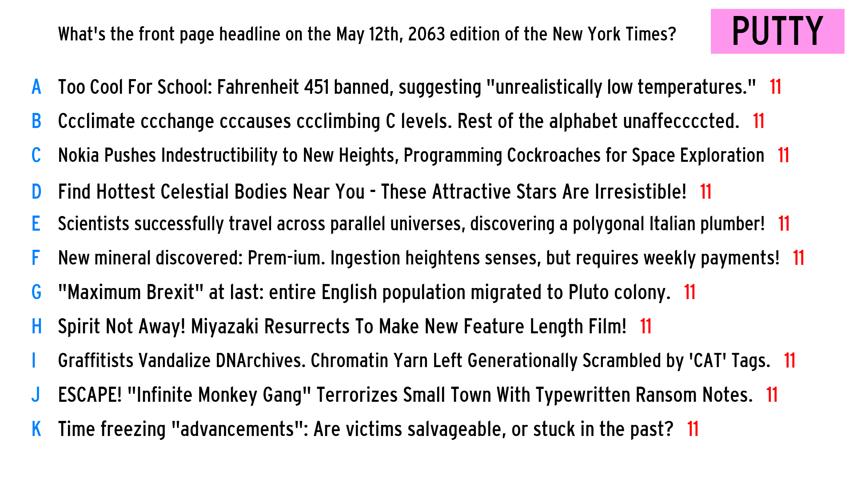 What's the front page headline on the May 12th, 2063 edition of the New York Times?
PUTTY
A Too Cool For School: Fahrenheit 451 banned, suggesting "unrealistically low temperatures." 11
B Ccclimate ccchange cccauses ccclimbing C levels. Rest of the alphabet unaffecccccted. 11
C Nokia Pushes Indestructibility to New Heights, Programming Cockroaches for Space Exploration 11
D Find Hottest Celestial Bodies Near You - These Attractive Stars Are Irresistible! 11
E Scientists successfully travel across parallel universes, discovering a polygonal Italian plumber! 11
F New mineral discovered: Prem-ium. Ingestion heightens senses, but requires weekly payments! 11
G "Maximum Brexit" at last: entire English population migrated to Pluto colony. 11
H Spirit Not Away! Miyazaki Resurrects To Make New Feature Length Film! 11
I Graffitists Vandalize DNArchives. Chromatin Yarn Left Generationally Scrambled by 'CAT' Tags. 11
J ESCAPE! "Infinite Monkey Gang" Terrorizes Small Town With Typewritten Ransom Notes. 11
K Time freezing "advancements": Are victims salvageable, or stuck in the past? 11